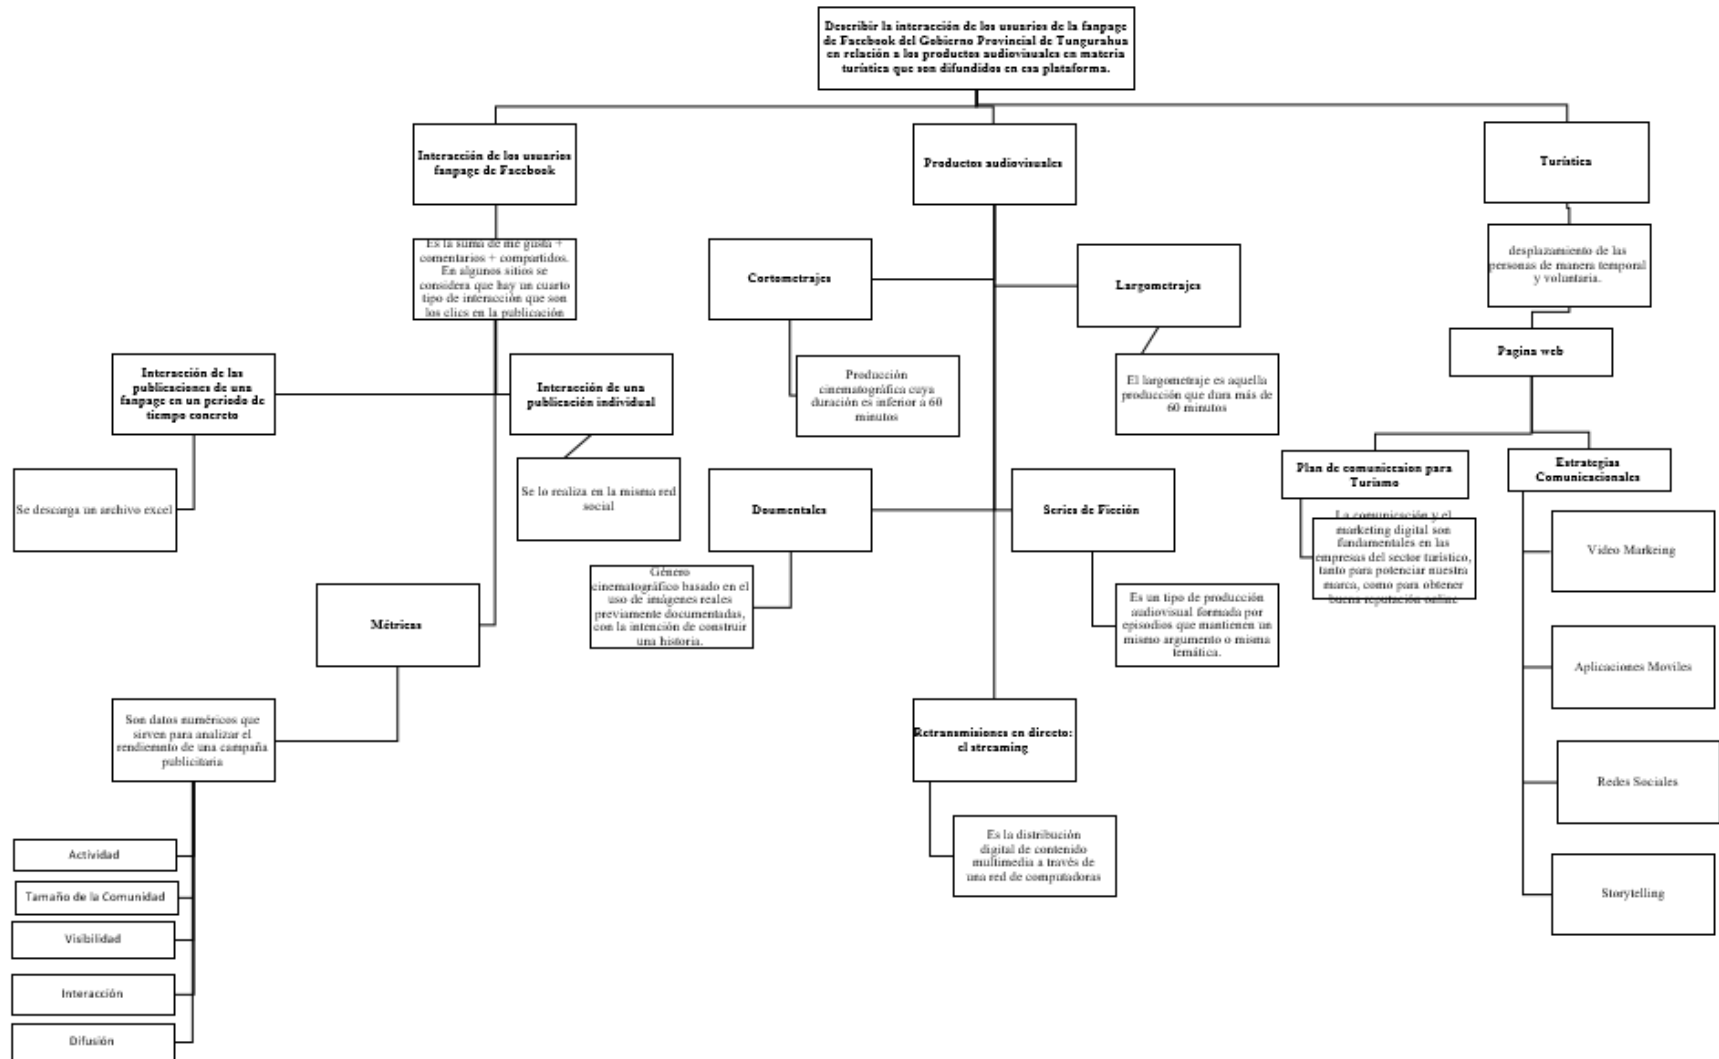 Describir la interacción de los usuarios de la fanpage
de Facebook del Gobierno Provincial de Tungurahua
en relación a los productos audiovisuales en materia
turística que son difundidos en esa plataforma.
Interacción de los usuarios
fanpage de Facebook
Productos audiovisuales
Turística
Es la suma de me gusta +
comentarios + compartidos.
En algunos sitios se
considera que hay un cuarto
tipo de interacción que son
los clics en la publicación
Cortometrajes
Largometrajes
desplazamiento de las
personas de manera temporal
y voluntaria.
Pagina web
Interacción de las
publicaciones de una
fanpage en un periodo de
tiempo concreto
Interacción de una
publicación individual
Producción
cinematográfica cuya
duración es inferior a 60
minutos
El largometraje es aquella
producción que dura más de
60 minutos
Plan de comuniccaion para
Turismo
Estrategias
Comunicacionales
Se descarga un archivo excel
Se lo realiza en la misma red
social
Doumentales
Series de Ficción
La comunicación y el
marketing digital son
fundamentales en las
empresas del sector turístico,
tanto para potenciar nuestra
marca, como para obtener
buena reputación online
Video Markeing
Género
cinematográfico basado en el
uso de imágenes reales
previamente documentadas,
con la intención de construir
una historia.
Es un tipo de producción
audiovisual formada por
episodios que mantienen un
mismo argumento o misma
temática.
Métricas
Aplicaciones Moviles
Son datos numéricos que
sirven para analizar el
rendiemnto de una campaña
publicitaria
Retransmisiones en directo:
el streaming
Redes Sociales
Es la distribución
digital de contenido
multimedia a través de
una red de computadoras
Storytelling
Actividad
Tamaño de la Comunidad
Visibilidad
Interacción
Difusión